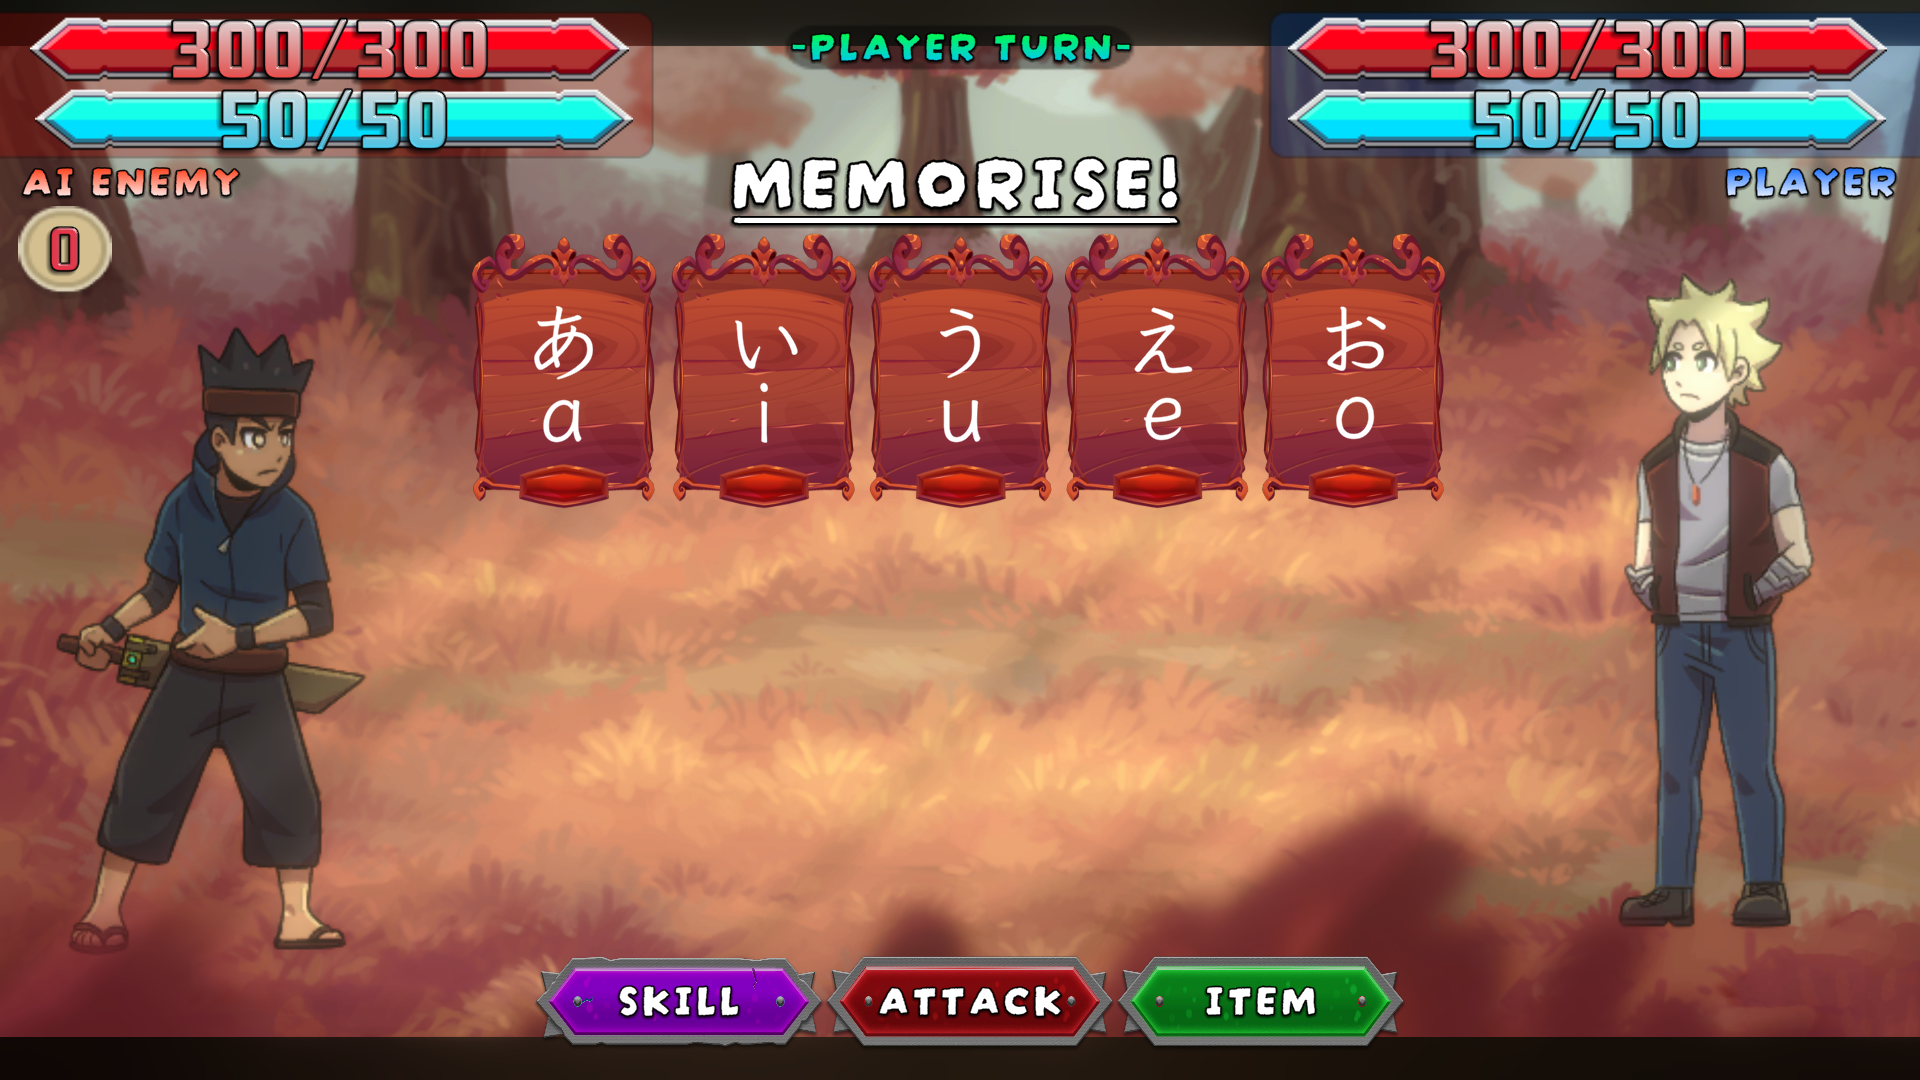 300/300
50/50
-PLAYER TURN-
300/300
50/50
AI ENEMY
PLAYER
0
MEMORISE!
あ
a
い
i
う
u
え
e
お
o
SKILL
ATTACK
ITEM